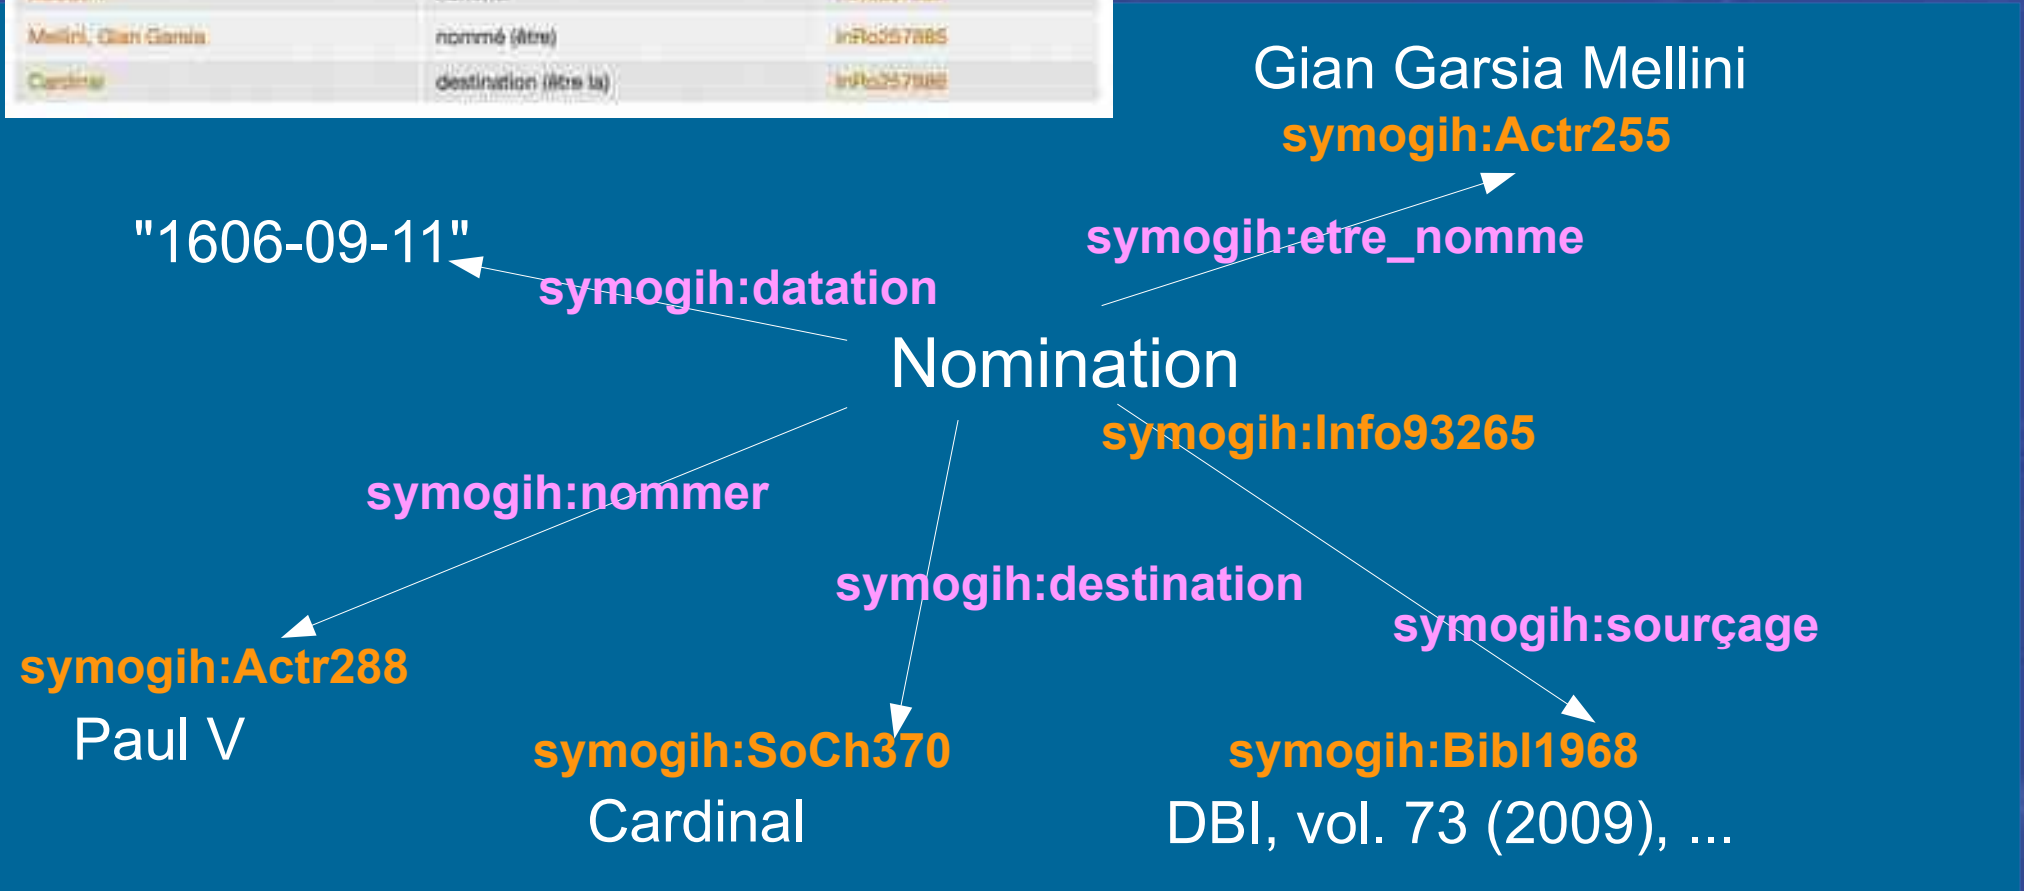 Mellini, Gian Garsia nommé (être) InRo257885
Cardinal destination (être la)
Gian Garsia Mellini
symogih:Actr255
"1606-09-11"
symogih:etre_nomme
symogih:datation
Nomination
symogih:Info93265
symogih:nommer
symogih:destination
symogih:sourçage
symogih:Actr288
Paul V
symogih:SoCh370
symogih:Bibl1968
Cardinal
DBI, vol. 73 (2009), ...